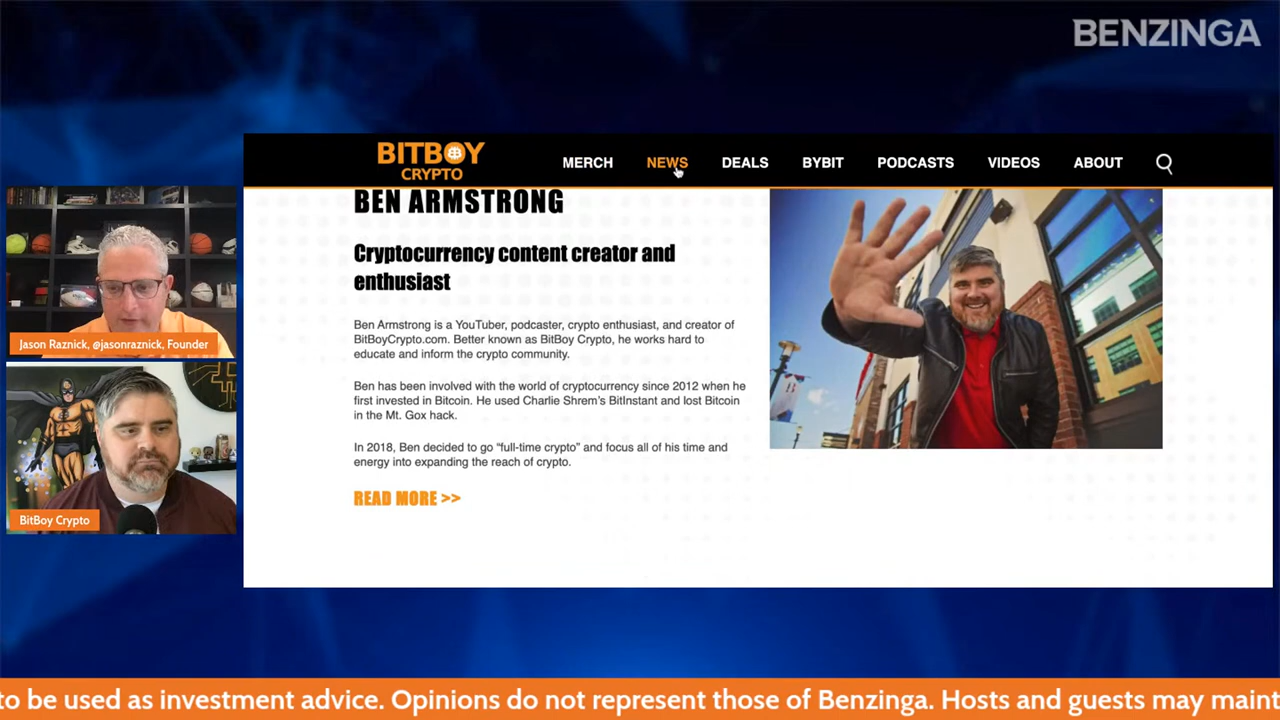 BENZINGA
BITBOY
CRYPTO
MERCH NEWS DEALS BYBIT PODCASTS VIDEOS ABOUT
BEN ARMSTRONG
Cryptocurrency content creator and
enthusiast
Ben Armstrong is a YouTuber, podcaster, crypto enthusiast, and creator of
BitBoyCrypto.com. Better known as BitBoy Crypto, he works hard to
educate and inform the crypto community.
Ben has been involved with the world of cryptocurrency since 2012 when he
first invested in Bitcoin. He used Charlie Shrem's BitInstant and lost Bitcoin
in the Mt. Gox hack.
In 2018, Ben decided to go “full-time crypto” and focus all of his time and
energy into expanding the reach of crypto.
READ MORE >>
Jason Raznick, @jasonraznick, Founder
BitBoy Crypto
to be used as investment advice. Opinions do not represent those of Benzinga. Hosts and guests may maint